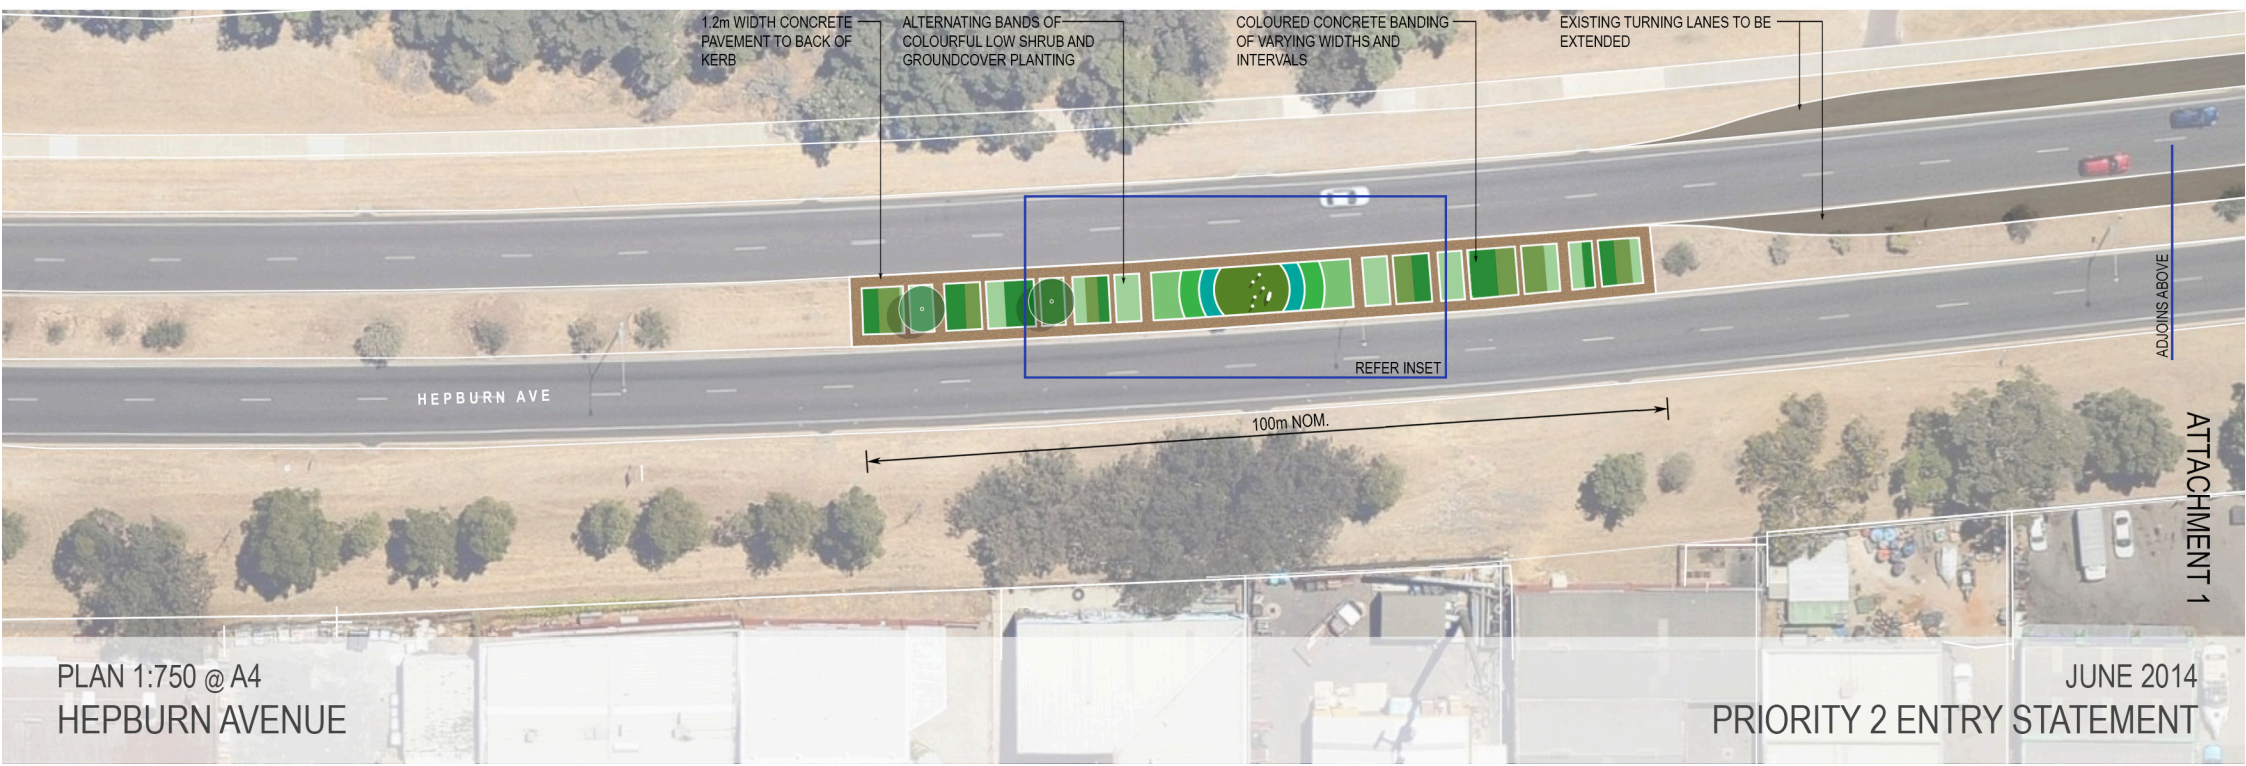 1.2m WIDTH CONCRETE
PAVEMENT TO BACK OF
KERB
ALTERNATING BANDS OF
COLOURFUL LOW SHRUB AND
GROUNDCOVER PLANTING
COLOURED CONCRETE BANDING
OF VARYING WIDTHS AND
INTERVALS
EXISTING TURNING LANES TO BE
EXTENDED
ADJOINS ABOVE
REFER INSET
HEPBURN AVE
100m NOM.
ATTACHMENT 1
PLAN 1:750 @ A4
HEPBURN AVENUE
JUNE 2014
PRIORITY 2 ENTRY STATEMENT